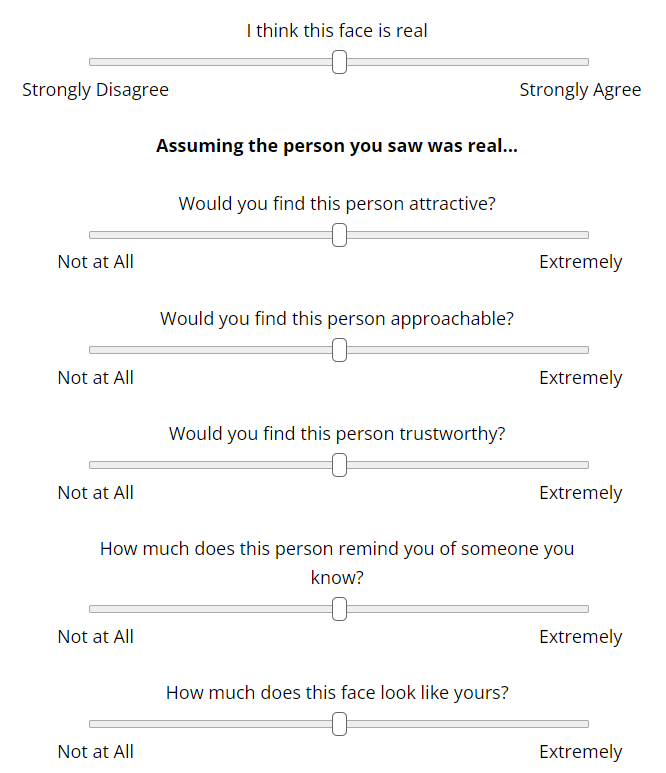 I think this face is real
Strongly Disagree Strongly Agree
Assuming the person you saw was real...
Would you find this person attractive?
Not at All Extremely
Would you find this person approachable?
Not at All Extremely
Would you find this person trustworthy?
Not at All Extremely
How much does this person remind you of someone you
know?
Not at All Extremely
How much does this face look like yours?
Not at All Extremely